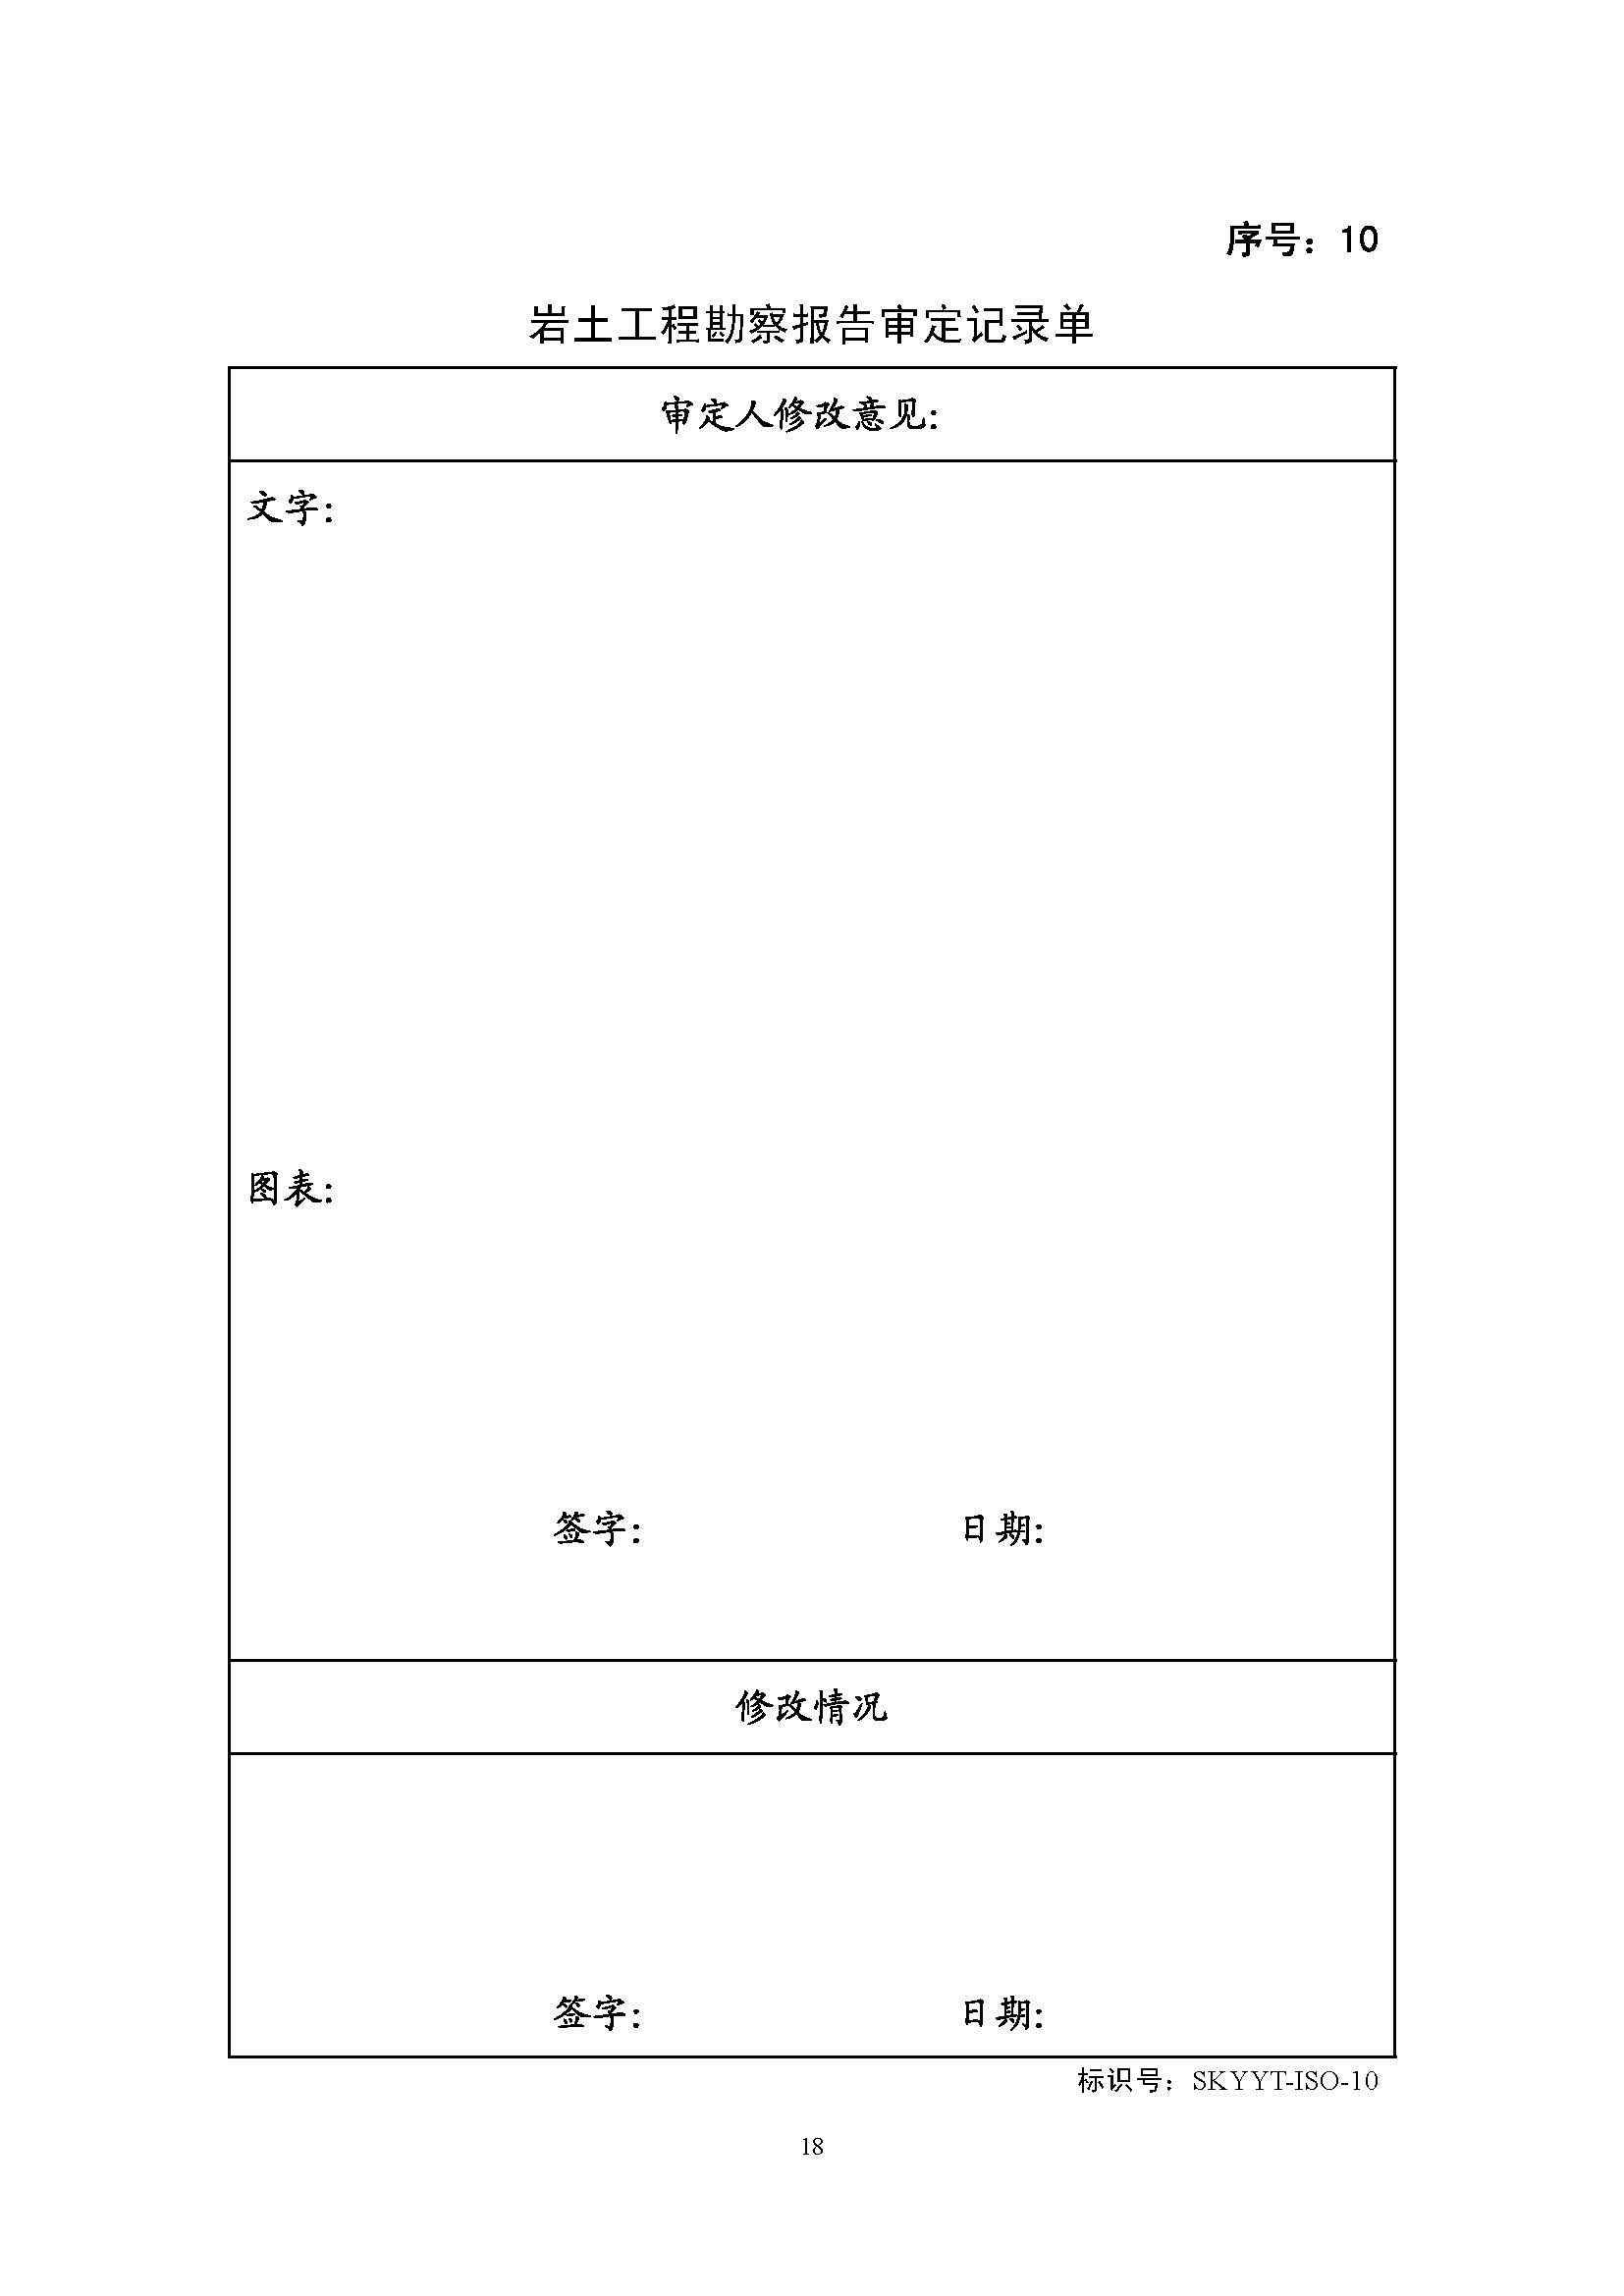 序号：10
岩土工程勘察报告审定记录单
审定人修改意见：
文字：
图表：
签字： 日期：
修改情况
签字： 日期：
标识号：SKYYT-ISO-10
18